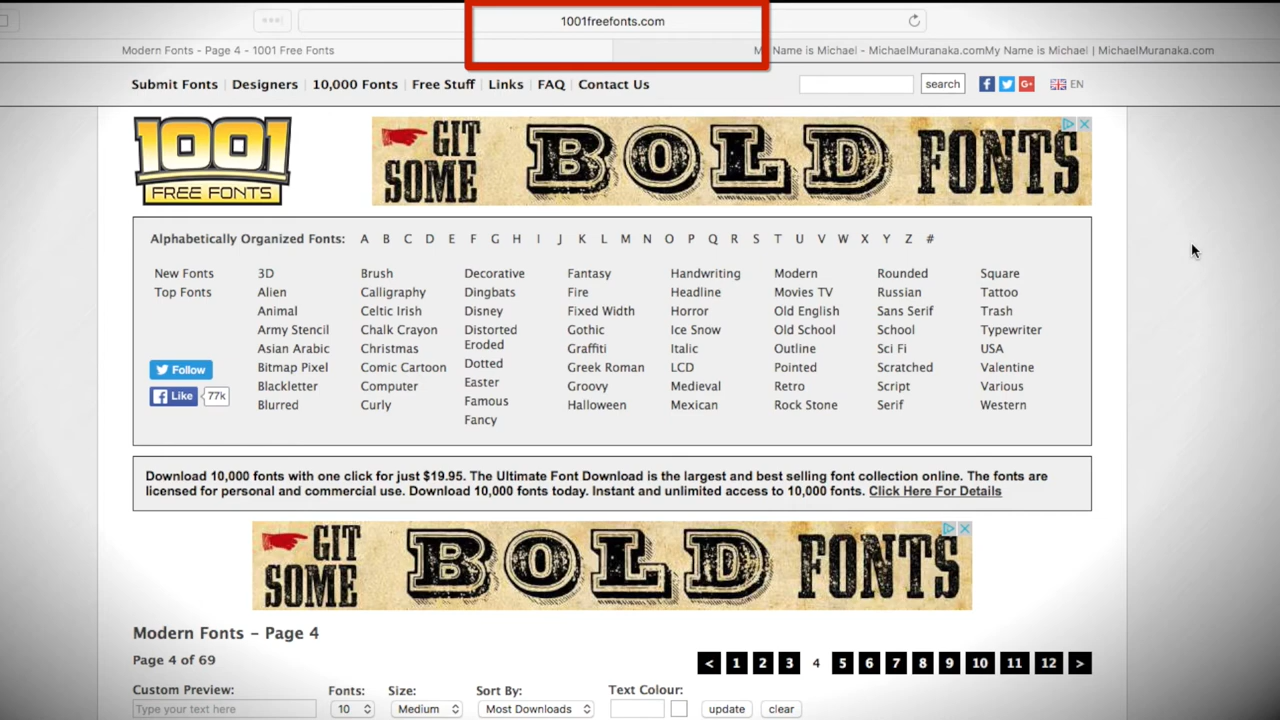 1001freefonts.com
Modern Fonts - Page 4 - 1001 Free Fonts
My Name is Michael - MichaelMuranaka.comMy Name is Michael | MichaelMuranaka.com
Submit Fonts | Designers | 10,000 Fonts | Free Stuff | Links | FAQ | Contact Us
search
f
G+
EN
1001
FREE FONTS
GIT
SOME
BOLD FONTS
Alphabetically Organized Fonts: A B C D E F G H I J K L M N O P Q R S T U V W X Y Z #
New Fonts
Top Fonts
Follow
Like
77k
3D
Alien
Animal
Army Stencil
Asian Arabic
Bitmap Pixel
Blackletter
Blurred
Brush
Calligraphy
Celtic Irish
Chalk Crayon
Christmas
Comic Cartoon
Computer
Curly
Decorative
Dingbats
Disney
Distorted
Eroded
Dotted
Easter
Famous
Fancy
Fantasy
Fire
Fixed Width
Gothic
Graffiti
Greek Roman
Groovy
Halloween
Handwriting
Headline
Horror
Ice Snow
Italic
LCD
Medieval
Mexican
Modern
Movies TV
Old English
Old School
Outline
Pointed
Retro
Rock Stone
Rounded
Russian
Sans Serif
School
Sci Fi
Scratched
Script
Serif
Square
Tattoo
Trash
Typewriter
USA
Valentine
Various
Western
Download 10,000 fonts with one click for just $19.95. The Ultimate Font Download is the largest and best selling font collection online. The fonts are
licensed for personal and commercial use. Download 10,000 fonts today. Instant and unlimited access to 10,000 fonts. Click Here For Details
GIT
SOME
BOLD FONTS
Modern Fonts - Page 4
Page 4 of 69
< 1 2 3 4 5 6 7 8 9 10 11 12 >
Custom Preview: Fonts: Size: Sort By: Text Colour:
Type your text here 10 Medium Most Downloads update clear